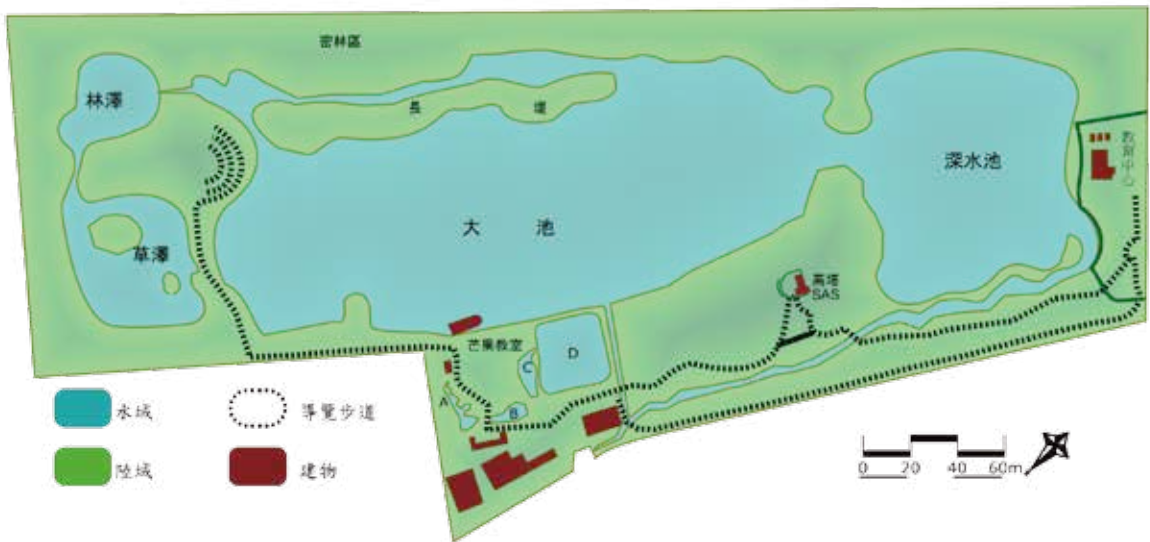 密林區
林澤
長 堤
深水池
教育中心
草澤
大 池
高塔
SAS
芒果教室
D
C
A
B
水域
導覽步道
陸域
建物
0 20 40 60m